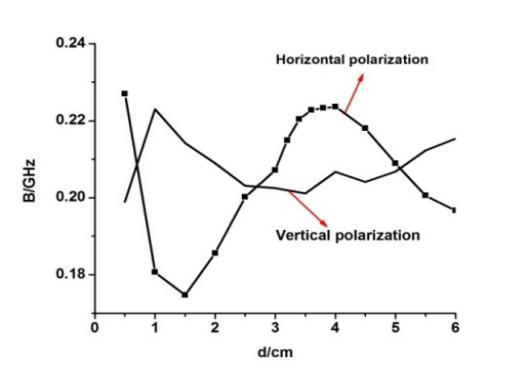 0.24
Horizontal polarization
0.22
B/GHz
0.20
Vertical polarization
0.18
0 1 2 3 4 5 6
d/cm